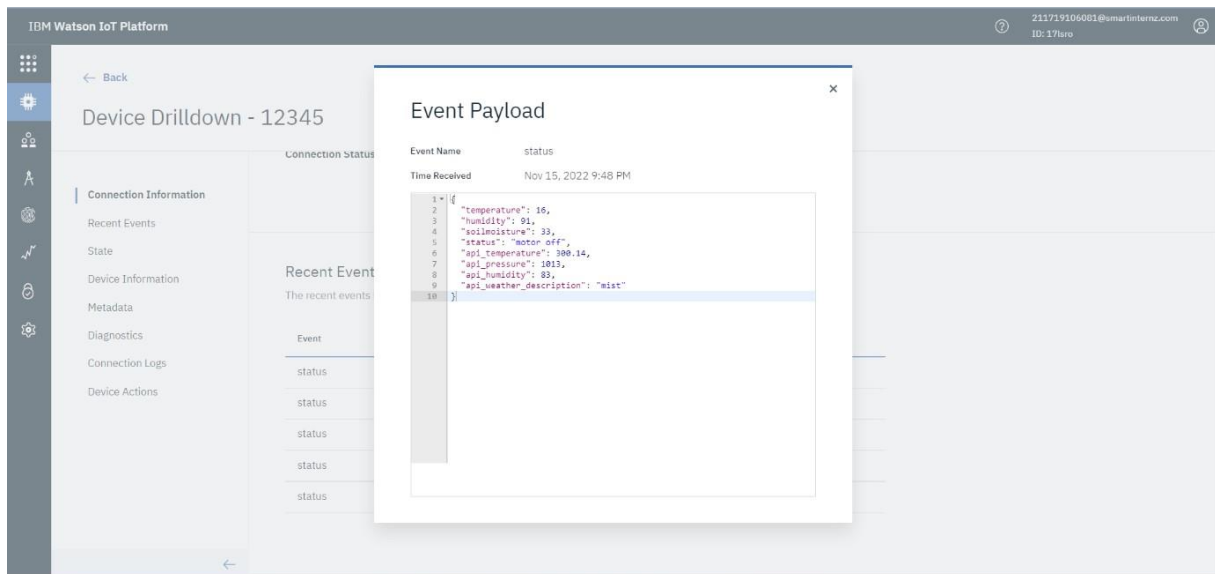 IBM Watson IoT Platform
211719106081@smartinternz.com
ID: 17lsro
← Back
Device Drilldown - 12345
Connection Information
Recent Events
State
Device Information
Metadata
Diagnostics
Connection Logs
Device Actions
Connection Status
Recent Event
The recent events
Event
status
status
status
status
status
Event Payload
Event Name status
Time Received Nov 15, 2022 9:48 PM
1 {
2 "temperature": 16,
3 "humidity": 91,
4 "soilmoisture": 33,
5 "status": "motor off",
6 "api_temperature": 300.14,
7 "api_pressure": 1013,
8 "api_humidity": 83,
9 "api_weather_description": "mist"
10 }